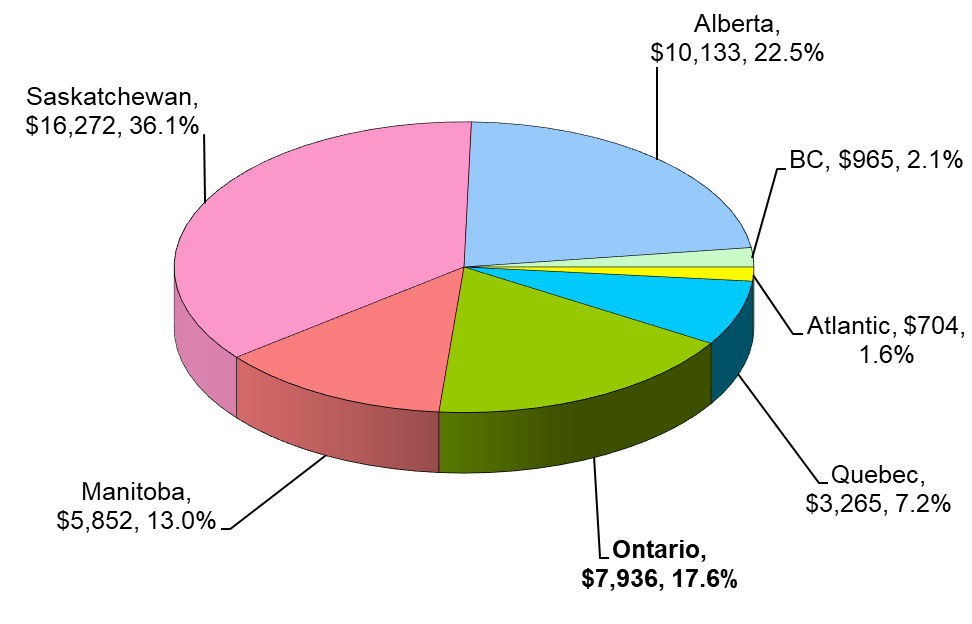 Alberta,
$10,133, 22.5%
Saskatchewan,
$16,272, 36.1%
BC, $965, 2.1%
Atlantic, $704,
1.6%
Quebec,
$3,265, 7.2%
Manitoba,
$5,852, 13.0%
Ontario,
$7,936, 17.6%